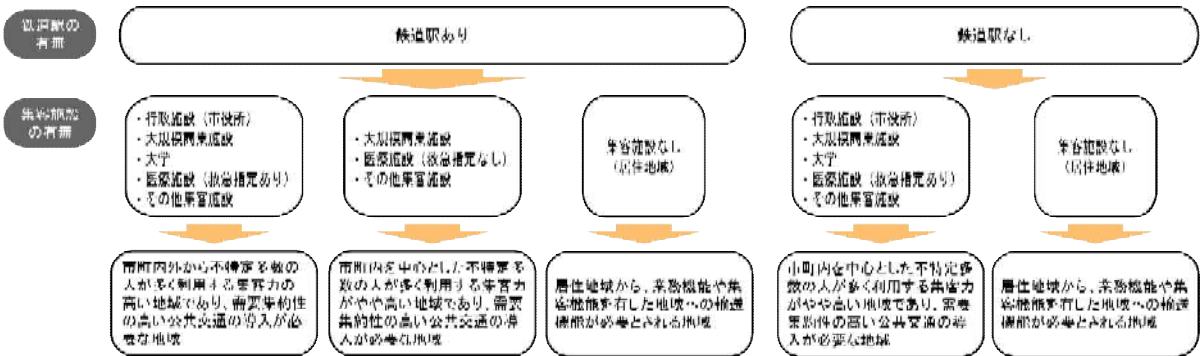 鉄道駅の
有無
鉄道駅あり
鉄道駅なし
集客施設
の有無
・行政施設（市役所）
・大規模商業施設
・大学
・医療施設（救急指定あり）
・その他集客施設
・大規模商業施設
・医療施設（救急指定なし）
・その他集客施設
集客施設なし
（居住地域）
・行政施設（市役所）
・大規模商業施設
・大学
・医療施設（救急指定あり）
・その他集客施設
集客施設なし
（居住地域）
市町内外から不特定多数の
人が多く利用する集客力の
高い地域であり、需要集約性
の高い公共交通の導入が必
要な地域
市町内を中心とした不特定多
数の人が多く利用する集客力
がやや高い地域であり、需要
集約性の高い公共交通の導
入が必要な地域
居住地域から、業務機能や集
客機能を有した地域への輸送
機能が必要とされる地域
市町内を中心とした不特定多
数の人が多く利用する集客力
がやや高い地域であり、需要
集約性の高い公共交通の導
入が必要な地域
居住地域から、業務機能や集
客機能を有した地域への輸送
機能が必要とされる地域